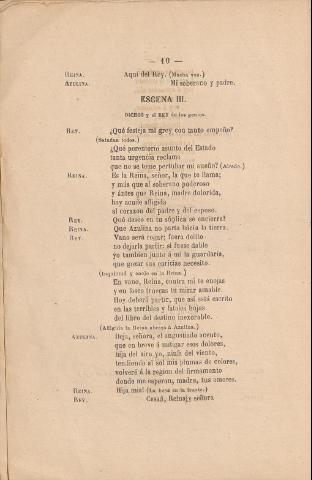 — 10 —
REINA. Aquí del Rey. (Mucha voz.)
AZULINA. Mi soberano y padre.
ESCENA III.
DICHOS y el REY de los genios.
REY. ¿Qué festeja mi grey con tanto empeño?
(Saludan todos.)
¿Qué perentorio asunto del Estado
tanta urgencia reclama
que no se teme perturbar mi sueño? (Airado.)
REINA. Es la Reina, señor, la que te llama;
y más que al soberano poderoso
y ántes que Reina, madre dolorida,
hoy acude afligida
al corazon del padre y del esposo.
REY. Qué deseo en tu súplica se encierra?
REINA. Que Azulina no parta hácia la tierra.
REY. Vano será rogar; fuera delito
no dejarla partir: si fuese dable
yo tambien junto á mí la guardaría,
que gozar sus caricias necesito.
(Inquietud y enojo en la Reina.)
En vano, Reina, contra mí te enojas
y en foscs truecas tu mirar amable.
Hoy deberá partir, que así está escrito
en las terribles y fatales hojas
del libro del destino inexorable.
(Afligida la Reina abraza á Azulina.)
AZULINA. Deja, señora, el angustiado acento,
que en breve á mitigar esos dolores,
hija del aire yo, ninfa del viento,
tendiendo al sol mis plumas de colores,
volveré á la region del firmamento
donde me esperan, madre, tus amores.
REINA. Hija mia! (La besa en la frente.)
REY. Cesad, Reina y señora